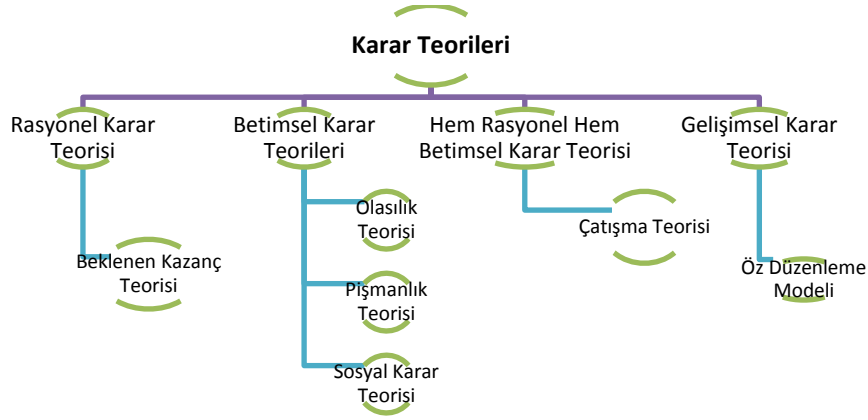 Karar Teorileri
Rasyonel Karar
Teorisi
Betimsel Karar
Teorileri
Hem Rasyonel Hem
Betimsel Karar Teorisi
Gelişimsel Karar
Teorisi
Beklenen Kazanç
Teorisi
Olasılık
Teorisi
Pişmanlık
Teorisi
Sosyal Karar
Teorisi
Çatışma Teorisi
Öz Düzenleme
Modeli